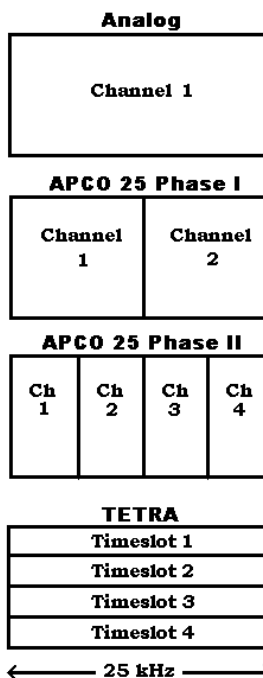 Analog
Channel 1
APCO 25 Phase I
Channel 1
Channel 2
APCO 25 Phase II
Ch 1
Ch 2
Ch 3
Ch 4
TETRA
Timeslot 1
Timeslot 2
Timeslot 3
Timeslot 4
25 kHz